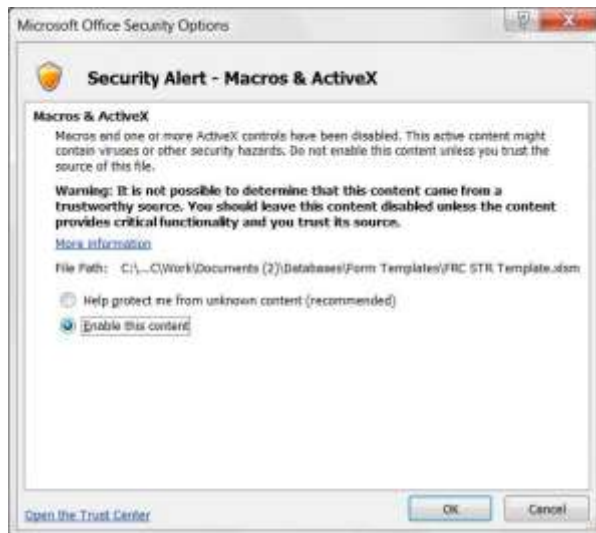 Microsoft Office Security Options
Security Alert - Macros & ActiveX
Macros & ActiveX
Macros and one or more ActiveX controls have been disabled. This active content might
contain viruses or other security hazards. Do not enable this content unless you trust the
source of this file.
Warning: It is not possible to determine that this content came from a
trustworthy source. You should leave this content disabled unless the content
provides critical functionality and you trust its source.
More information
File Path: C:\...C\Work\Documents (2)\Databases\Form Templates\FRC STR Template.xlsm
Help protect me from unknown content (recommended)
Enable this content
Open the Trust Center
OK
Cancel